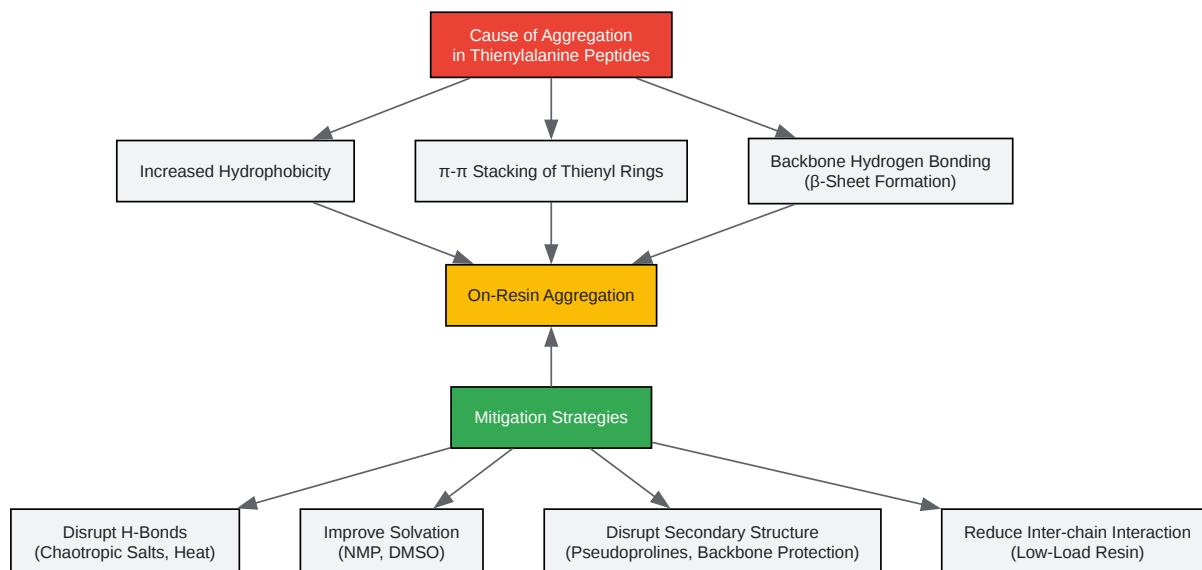 Cause of Aggregation
in Thienylalanine Peptides
Increased Hydrophobicity
π-π Stacking of Thienyl Rings
Backbone Hydrogen Bonding
(β-Sheet Formation)
On-Resin Aggregation
Mitigation Strategies
Disrupt H-Bonds
(Chaotropic Salts, Heat)
Improve Solvation
(NMP, DMSO)
Disrupt Secondary Structure
(Pseudoprolines, Backbone Protection)
Reduce Inter-chain Interaction
(Low-Load Resin)